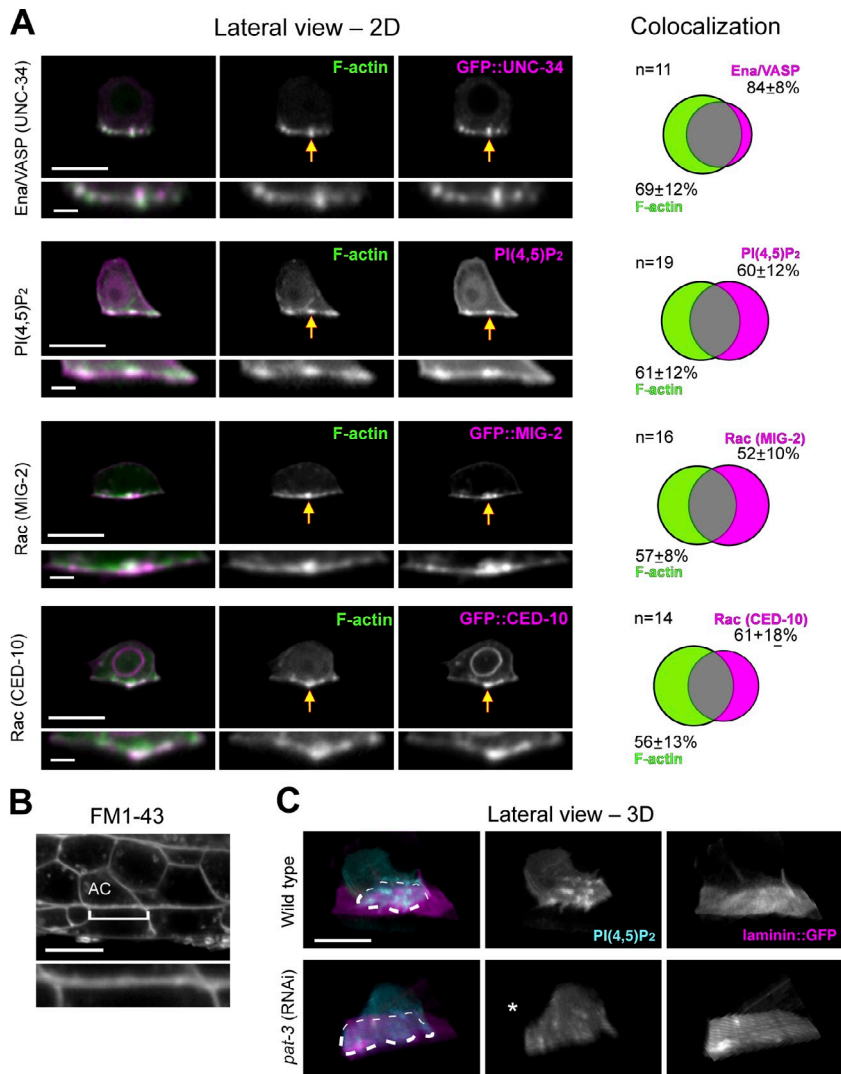 A
Lateral view – 2D
Colocalization
Ena/VASP (UNC-34)
F-actin
GFP::UNC-34
n=11
Ena/VASP
84±8%
69±12%
F-actin
PI(4,5)P₂
F-actin
PI(4,5)P₂
n=19
PI(4,5)P₂
60±12%
61±12%
F-actin
Rac (MIG-2)
F-actin
GFP::MIG-2
n=16
Rac (MIG-2)
52±10%
57±8%
F-actin
Rac (CED-10)
F-actin
GFP::CED-10
n=14
Rac (CED-10)
61+18%
56±13%
F-actin
B
FM1-43
AC
C
Lateral view – 3D
Wild type
PI(4,5)P₂
laminin::GFP
pat-3 (RNAi)
*